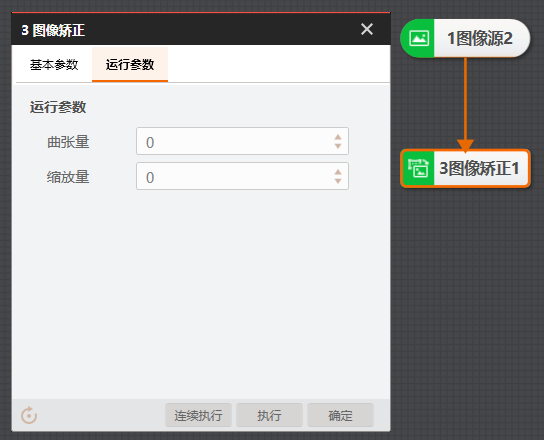 3 图像矫正
基本参数
运行参数
运行参数
曲张量
0
缩放量
0
连续执行
执行
确定
1图像源2
3图像矫正1